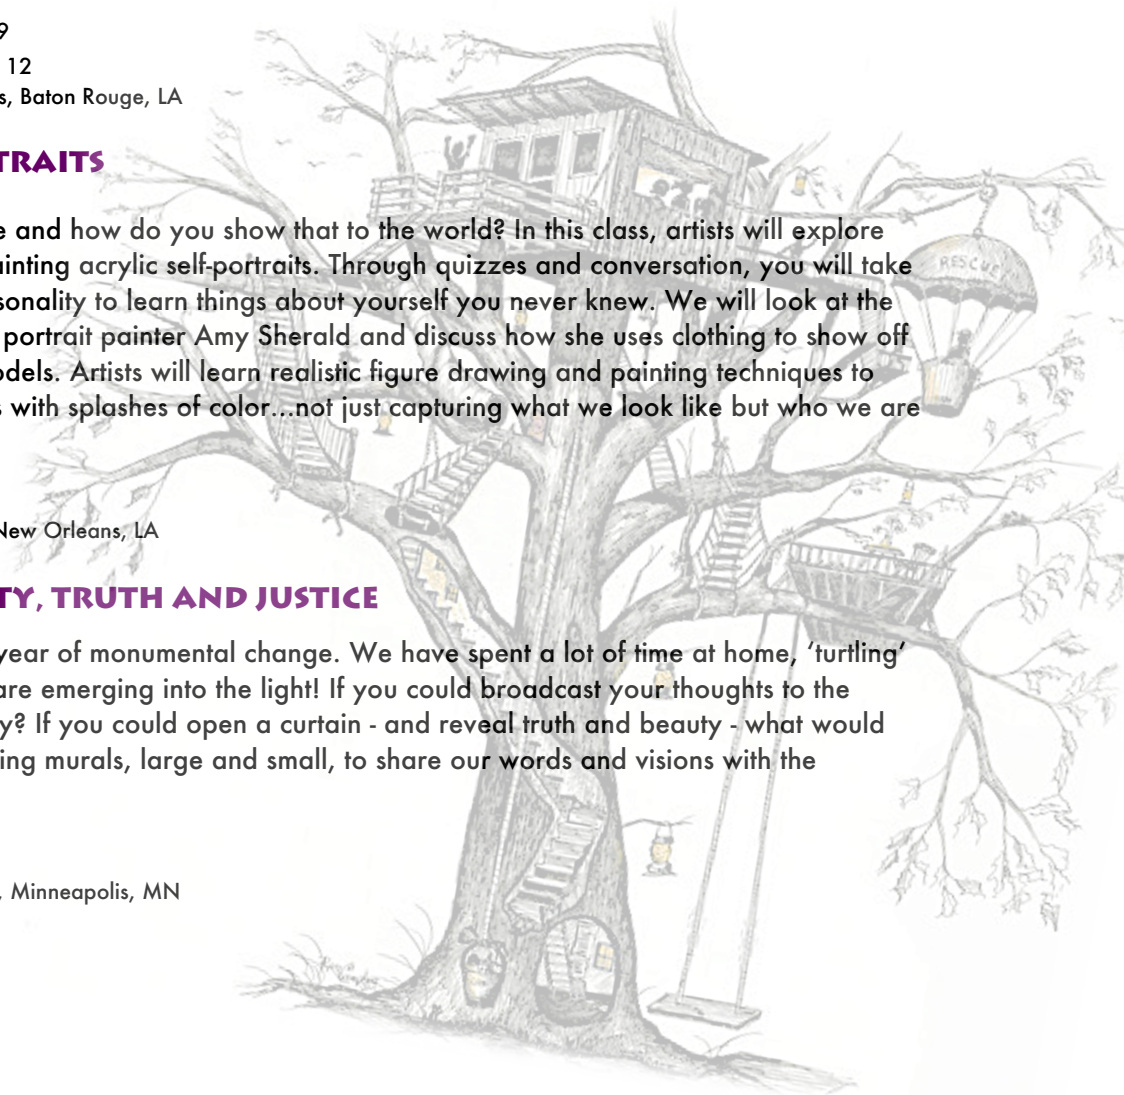 9
12
s, Baton Rouge, LA
TRAITS
e and how do you show that to the world? In this class, artists will explore
ainting acrylic self-portraits. Through quizzes and conversation, you will take
sonality to learn things about yourself you never knew. We will look at the
portrait painter Amy Sherald and discuss how she uses clothing to show off
odels. Artists will learn realistic figure drawing and painting techniques to
s with splashes of color...not just capturing what we look like but who we are
RESCUE
New Orleans, LA
TY, TRUTH AND JUSTICE
year of monumental change. We have spent a lot of time at home, ‘turtling’
are emerging into the light! If you could broadcast your thoughts to the
y? If you could open a curtain - and reveal truth and beauty - what would
ing murals, large and small, to share our words and visions with the
, Minneapolis, MN